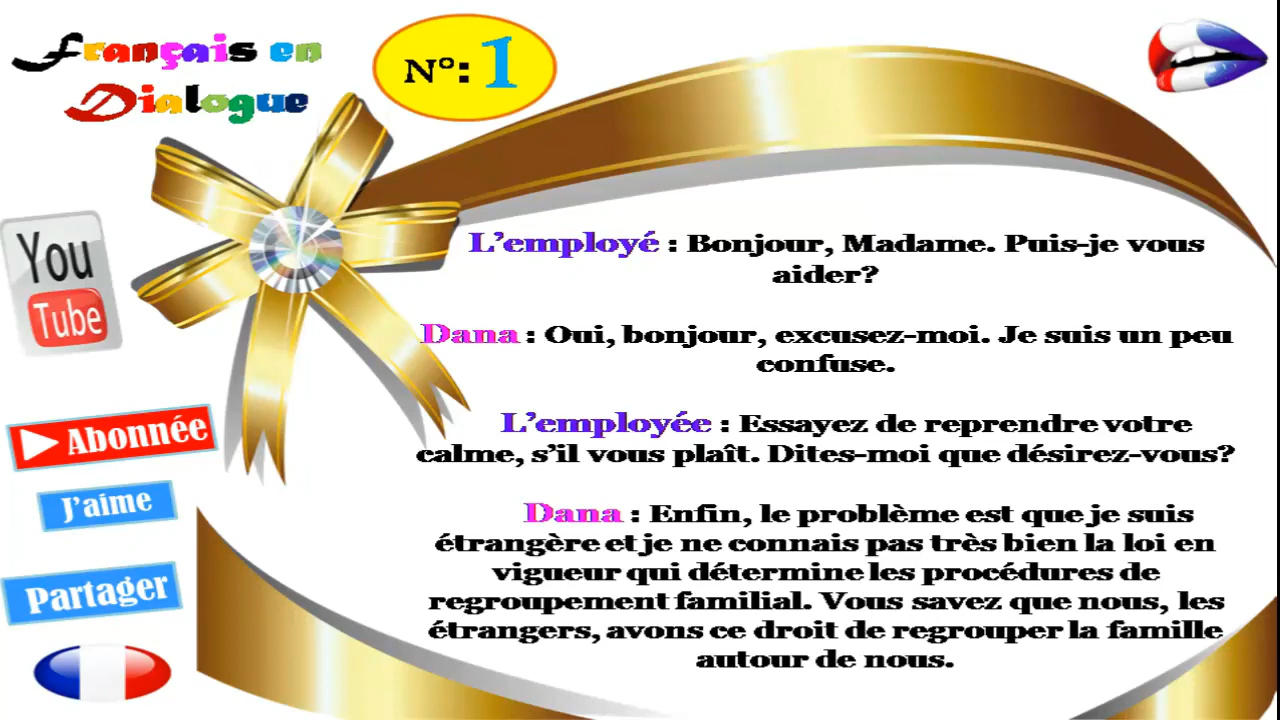 Français en
Dialogue
N°: 1
L'employé : Bonjour, Madame. Puis-je vous
aider?
Dana : Oui, bonjour, excusez-moi. Je suis un peu
confuse.
L'employée : Essayez de reprendre votre
calme, s'il vous plaît. Dites-moi que désirez-vous?
Dana : Enfin, le problème est que je suis
étrangère et je ne connais pas très bien la loi en
vigueur qui détermine les procédures de
regroupement familial. Vous savez que nous, les
étrangers, avons ce droit de regrouper la famille
autour de nous.
You
Tube
Abonnée
J'aime
Partager